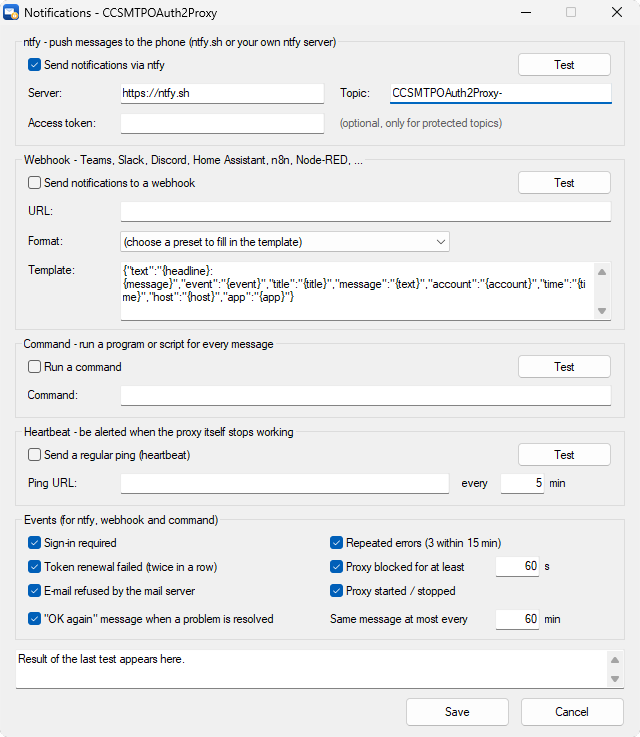 Notifications - CCSMTPOAuth2Proxy
ntfy - push messages to the phone (ntfy.sh or your own ntfy server)
Send notifications via ntfy
Test
Server:
https://ntfy.sh
Topic:
CCSMTPOAuth2Proxy-
Access token:
(optional, only for protected topics)
Webhook - Teams, Slack, Discord, Home Assistant, n8n, Node-RED, ...
Send notifications to a webhook
Test
URL:
Format:
(choose a preset to fill in the template)
Template:
{"text":"{headline}:
{message}","event":"{event}","title":"{title}","message":"{text}","account":"{account}","time":"{ti
me}","host":"{host}","app":"{app}"}
Command - run a program or script for every message
Run a command
Test
Command:
Heartbeat - be alerted when the proxy itself stops working
Send a regular ping (heartbeat)
Test
Ping URL:
every
5
min
Events (for ntfy, webhook and command)
Sign-in required
Repeated errors (3 within 15 min)
Token renewal failed (twice in a row)
Proxy blocked for at least
60
s
E-mail refused by the mail server
Proxy started / stopped
"OK again" message when a problem is resolved
Same message at most every
60
min
Result of the last test appears here.
Save
Cancel